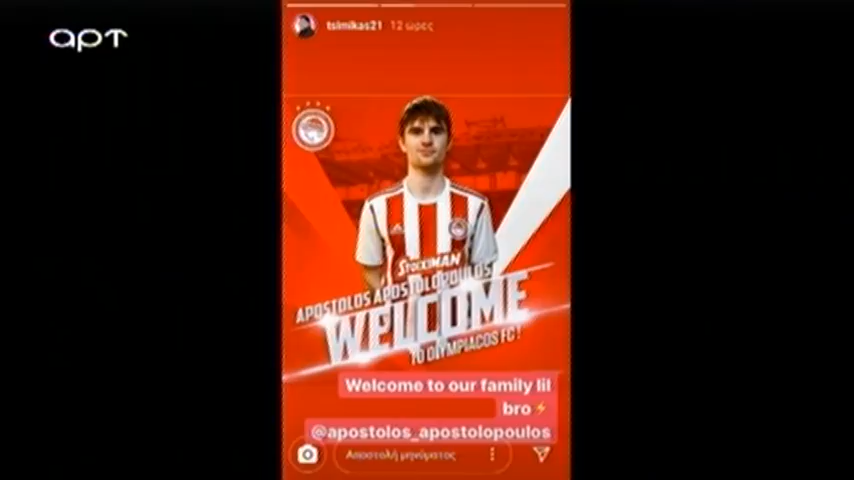 αρτ
tsimikas21 12 ώρες
STOIXIMAN
APOSTOLOS APOSTOLOPOULOS
WELCOME
TO OLYMPIACOS FC!
Welcome to our family lil
bro⚡
@apostolos_apostolopoulos
Αποστολή μηνύματος